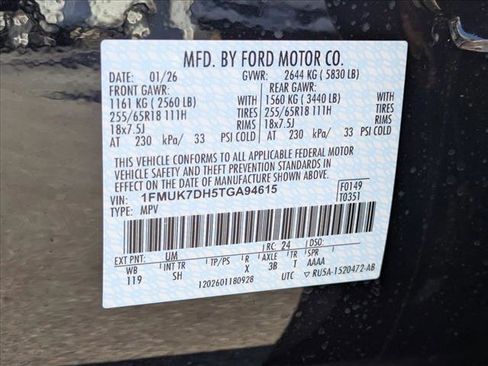 MFD. BY FORD MOTOR CO.
DATE: 01/26 GVWR: 2644 KG ( 5830 LB)
FRONT GAWR: REAR GAWR:
1161 KG ( 2560 LB) WITH 1560 KG ( 3440 LB) WITH
255/65R18 111H TIRES 255/65R18 111H TIRES
18x7.5J RIMS 18x7.5J RIMS
AT 230 kPa/ 33 PSI COLD AT 230 kPa/ 33 PSI COLD
THIS VEHICLE CONFORMS TO ALL APPLICABLE FEDERAL MOTOR
VEHICLE SAFETY AND THEFT PREVENTION STANDARDS IN
EFFECT ON THE DATE OF MANUFACTURE SHOWN ABOVE.
VIN: 1FMUK7DH5TGA94615 F0149
TYPE: MPV T0351
EXT PNT: UM RC: 24 DSO:
WB INT TR TP/PS R AXLE TR SPR
119 SH X 3B T AAAA
1202601180928 UTC ▽ RU5A-1520472-AB